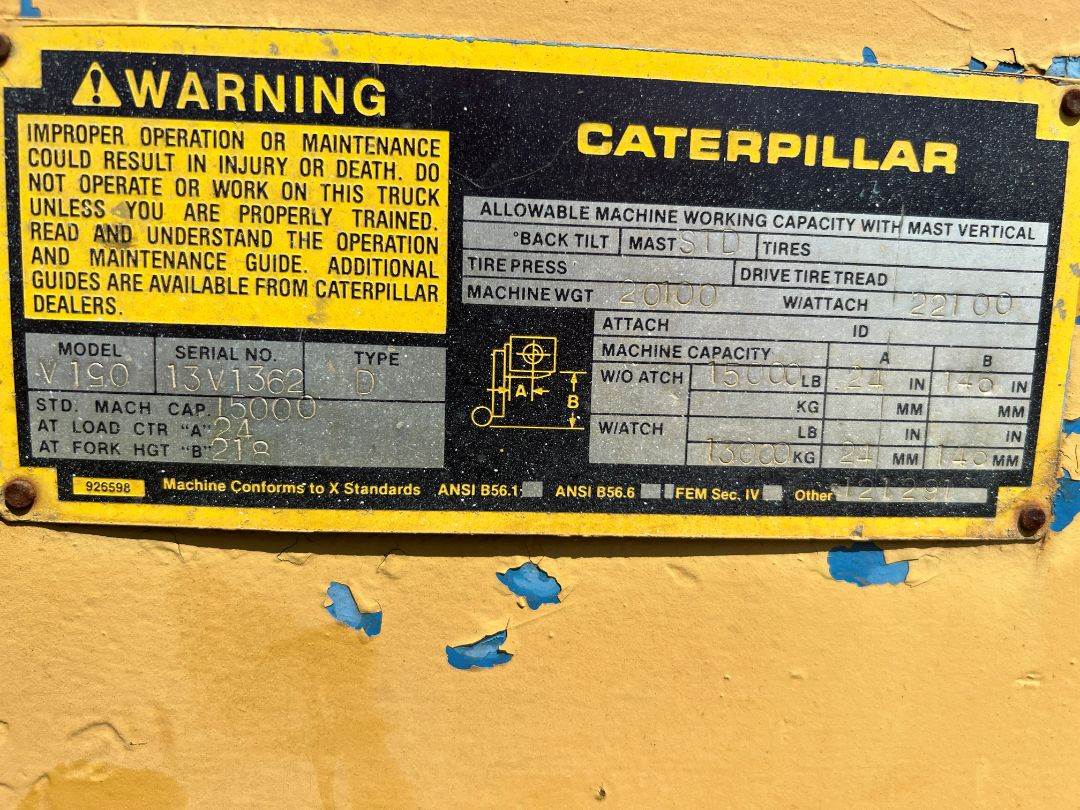 WARNING
IMPROPER OPERATION OR MAINTENANCE
COULD RESULT IN INJURY OR DEATH. DO
NOT OPERATE OR WORK ON THIS TRUCK
UNLESS YOU ARE PROPERLY TRAINED.
READ AND UNDERSTAND THE OPERATION
AND MAINTENANCE GUIDE. ADDITIONAL
GUIDES ARE AVAILABLE FROM CATERPILLAR
DEALERS.
MODEL SERIAL NO. TYPE
13V1362 D
STD. MACH CAP. 15000
AT LOAD CTR "A" 24
AT FORK HGT "B" 218
CATERPILLAR
ALLOWABLE MACHINE WORKING CAPACITY WITH MAST VERTICAL
°BACK TILT MAST STD TIRES
TIRE PRESS DRIVE TIRE TREAD
MACHINE WGT 20100 W/ATTACH 22100
ATTACH ID
MACHINE CAPACITY A B
W/O ATCH 15000 LB 24 IN IN
KG MM MM
W/ATCH LB IN IN
13000 KG 24 MM MM
A
B
926598 Machine Conforms to X Standards ANSI B56.1 ANSI B56.6 FEM Sec. IV Other